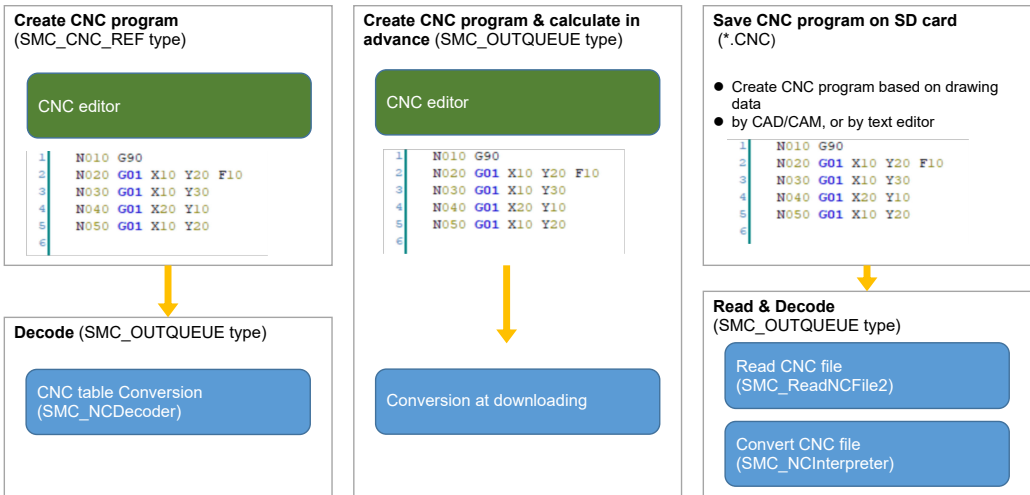 Create CNC program
(SMC_CNC_REF type)
CNC editor
1 N010 G90
2 N020 G01 X10 Y20 F10
3 N030 G01 X10 Y30
4 N040 G01 X20 Y10
5 N050 G01 X10 Y20
6
Decode (SMC_OUTQUEUE type)
CNC table Conversion
(SMC_NCDecoder)
Create CNC program & calculate in
advance (SMC_OUTQUEUE type)
CNC editor
1 N010 G90
2 N020 G01 X10 Y20 F10
3 N030 G01 X10 Y30
4 N040 G01 X20 Y10
5 N050 G01 X10 Y20
6
Conversion at downloading
Save CNC program on SD card
(*.CNC)
● Create CNC program based on drawing
data
● by CAD/CAM, or by text editor
1 N010 G90
2 N020 G01 X10 Y20 F10
3 N030 G01 X10 Y30
4 N040 G01 X20 Y10
5 N050 G01 X10 Y20
6
Read & Decode
(SMC_OUTQUEUE type)
Read CNC file
(SMC_ReadNCFile2)
Convert CNC file
(SMC_NCInterpreter)